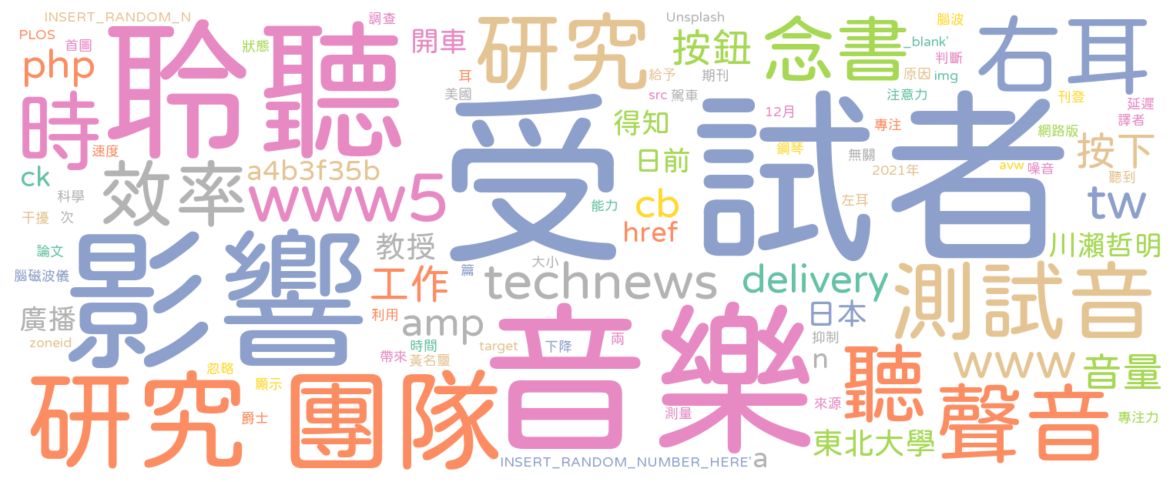 INSERT_RANDOM_N
PLOS
首圖
php
狀態
調查
開車
聆聽
時
速度
研究
耳
美國
Unsplash
按鈕
給予
期刊
src
駕車
念書
腦波
_blank'
判斷
原因
img
注意力
右耳
刊登
延遲
譯者
網路版
按下
聽到
12月
得知
日前
鋼琴
專注
無關
2021年
avw
噪音
受試者
ck
科學
干擾
次
效率
a4b3f35b
www5
能力
cb
href
左耳
tw
論文
腦磁波儀
影響
教授
工作
篇
大小
technews
delivery
川瀨哲明
測試音
廣播
zoneid
利用
amp
時間
帶來
黃名璽
target
下降
兩
日本
抑制
n
www
音量
忽略
顯示
爵士
研究團隊
音樂
測量
來源
聽
聲音
專注力
東北大學
INSERT_RANDOM_NUMBER_HERE'
a